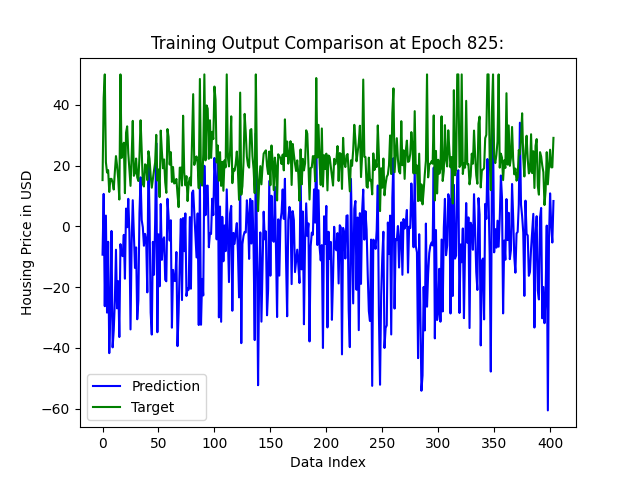 Training Output Comparison at Epoch 825:
Housing Price in USD
40
20
0
−20
−40
−60
Prediction
Target
0 50 100 150 200 250 300 350 400
Data Index